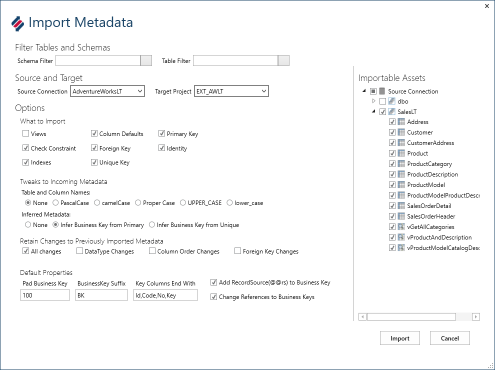 Import Metadata
Filter Tables and Schemas
Schema Filter Table Filter
Source and Target
Source Connection AdventureWorksLT Target Project EXT_AWLT
Options
What to Import
Views Column Defaults Primary Key
Check Constraint Foreign Key Identity
Indexes Unique Key
Tweaks to Incoming Metadata
Table and Column Names:
None PascalCase camelCase Proper Case UPPER_CASE lower_case
Inferred Metadata:
None Infer Business Key from Primary Infer Business Key from Unique
Retain Changes to Previously Imported Metadata
All changes DataType Changes Column Order Changes Foreign Key Changes
Default Properties
Pad Business Key BusinessKey Suffix Key Columns End With Add RecordSource(@@rs) to Business Key
100 BK Id,Code,No,Key Change References to Business Keys
Importable Assets
Source Connection
dbo
SalesLT
Address
Customer
CustomerAddress
Product
ProductCategory
ProductDescription
ProductModel
ProductModelProductDesc
SalesOrderDetail
SalesOrderHeader
vGetAllCategories
vProductAndDescription
vProductModelCatalogDesc
Import Cancel